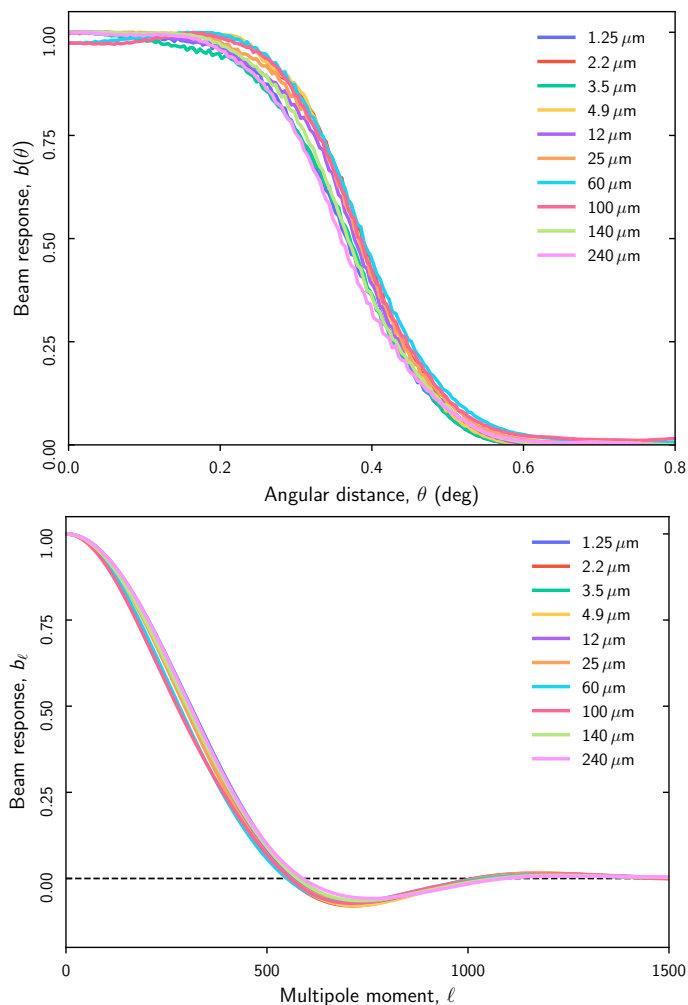 Beam response, b(θ)
1.00
0.75
0.50
0.25
0.00
0.0
0.2
0.4
0.6
0.8
Angular distance, θ (deg)
1.25 μm
2.2 μm
3.5 μm
4.9 μm
12 μm
25 μm
60 μm
100 μm
140 μm
240 μm
Beam response, bℓ
1.00
0.75
0.50
0.25
0.00
0
500
1000
1500
Multipole moment, ℓ
1.25 μm
2.2 μm
3.5 μm
4.9 μm
12 μm
25 μm
60 μm
100 μm
140 μm
240 μm